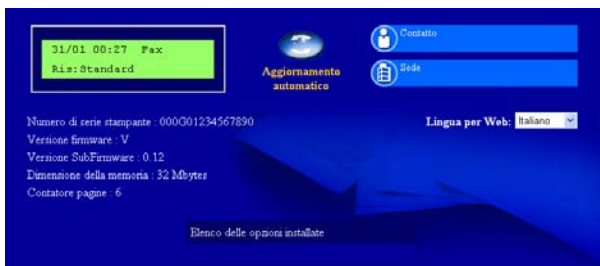 31/01 00:27 Fax
Ris:Standard
Aggiornamento
automatico
Contatto
Sede
Numero di serie stampante : 000G01234567890
Lingua per Web: Italiano
Versione firmware : V
Versione SubFirmware : 0.12
Dimensione della memoria : 32 Mbytes
Contatore pagine : 6
Elenco delle opzioni installate